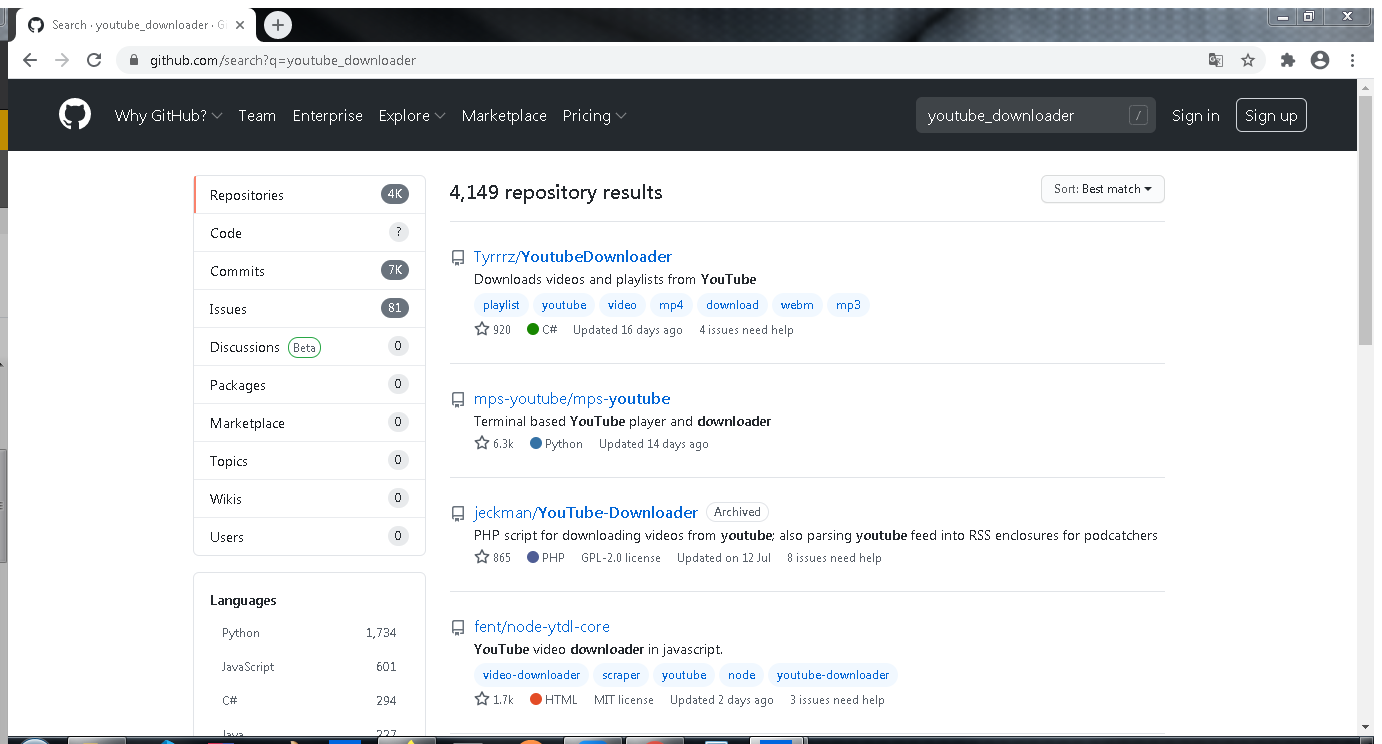 Search · youtube_downloader · G
github.com/search?q=youtube_downloader
Why GitHub? Team Enterprise Explore Marketplace Pricing
youtube_downloader /
Sign in Sign up
Repositories 4K
Code ?
Commits 7K
Issues 81
Discussions Beta 0
Packages 0
Marketplace 0
Topics 0
Wikis 0
Users 0
Languages
Python 1,734
JavaScript 601
C# 294
Java 227
4,149 repository results
Sort: Best match
Tyrrrz/YoutubeDownloader
Downloads videos and playlists from YouTube
playlist youtube video mp4 download webm mp3
920 C# Updated 16 days ago 4 issues need help
mps-youtube/mps-youtube
Terminal based YouTube player and downloader
6.3k Python Updated 14 days ago
jeckman/YouTube-Downloader Archived
PHP script for downloading videos from youtube; also parsing youtube feed into RSS enclosures for podcatchers
865 PHP GPL-2.0 license Updated on 12 Jul 8 issues need help
fent/node-ytdl-core
YouTube video downloader in javascript.
video-downloader scraper youtube node youtube-downloader
1.7k HTML MIT license Updated 2 days ago 3 issues need help